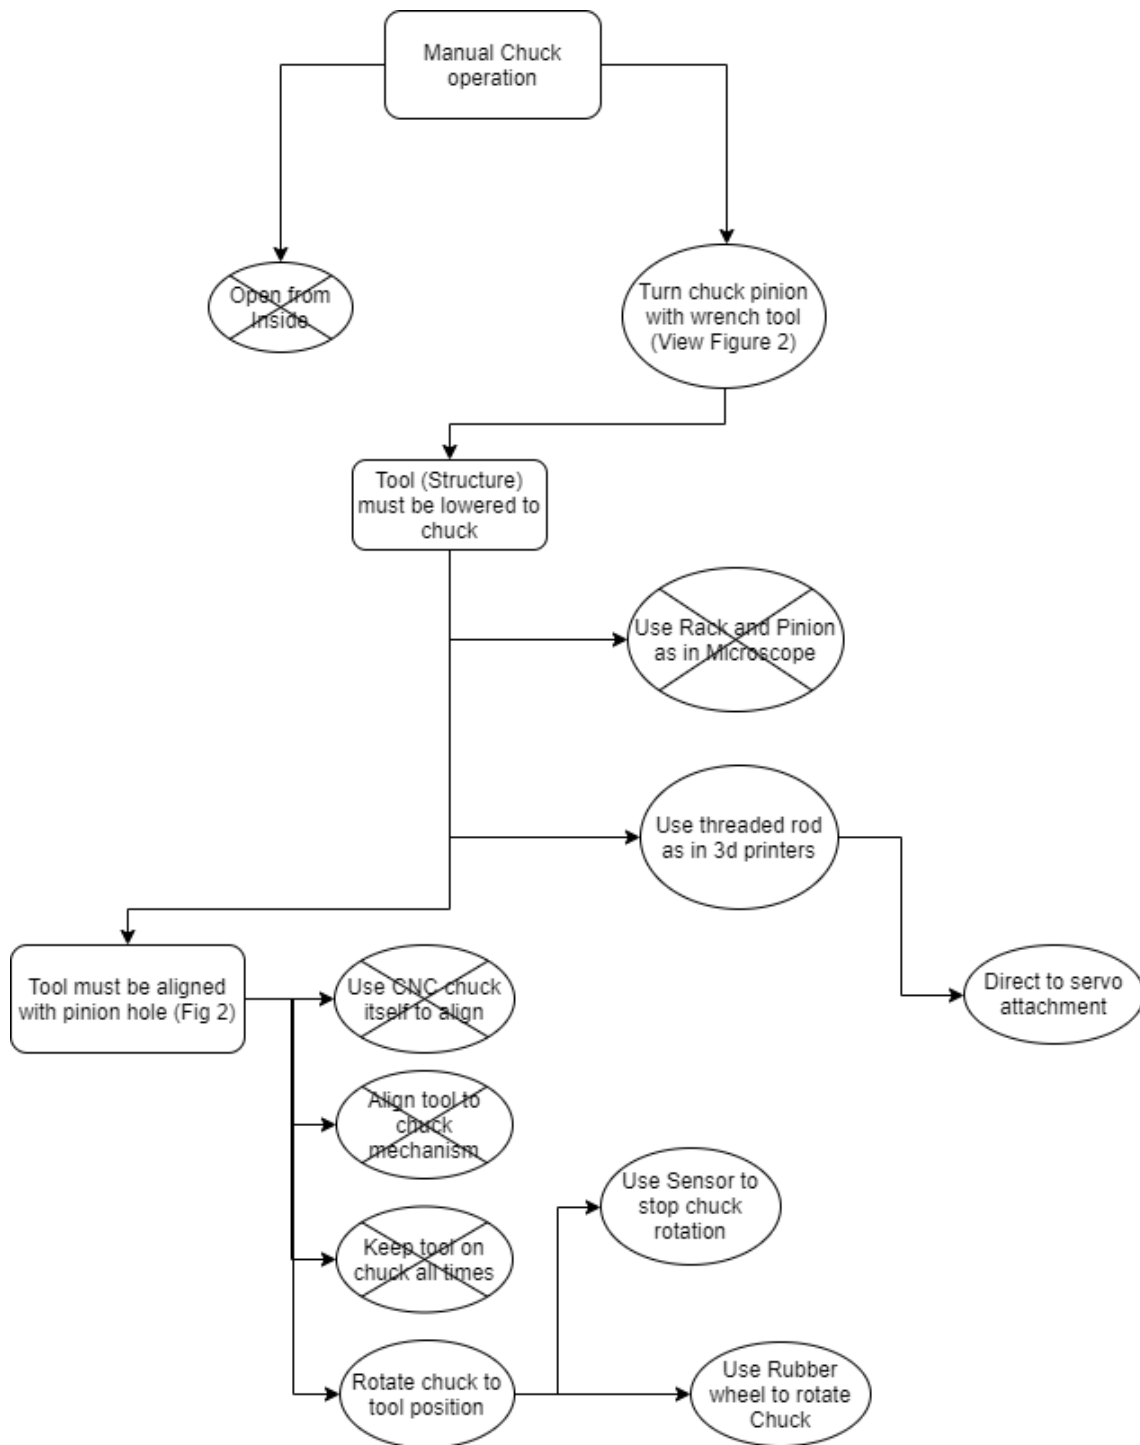 Manual Chuck
operation
Open from
Inside
Turn chuck pinion
with wrench tool
(View Figure 2)
Tool (Structure)
must be lowered to
chuck
Use Rack and Pinion
as in Microscope
Use threaded rod
as in 3d printers
Tool must be aligned
with pinion hole (Fig 2)
Use CNC chuck
itself to align
Direct to servo
attachment
Align tool to
chuck
mechanism
Use Sensor to
stop chuck
rotation
Keep tool on
chuck all times
Rotate chuck to
tool position
Use Rubber
wheel to rotate
Chuck